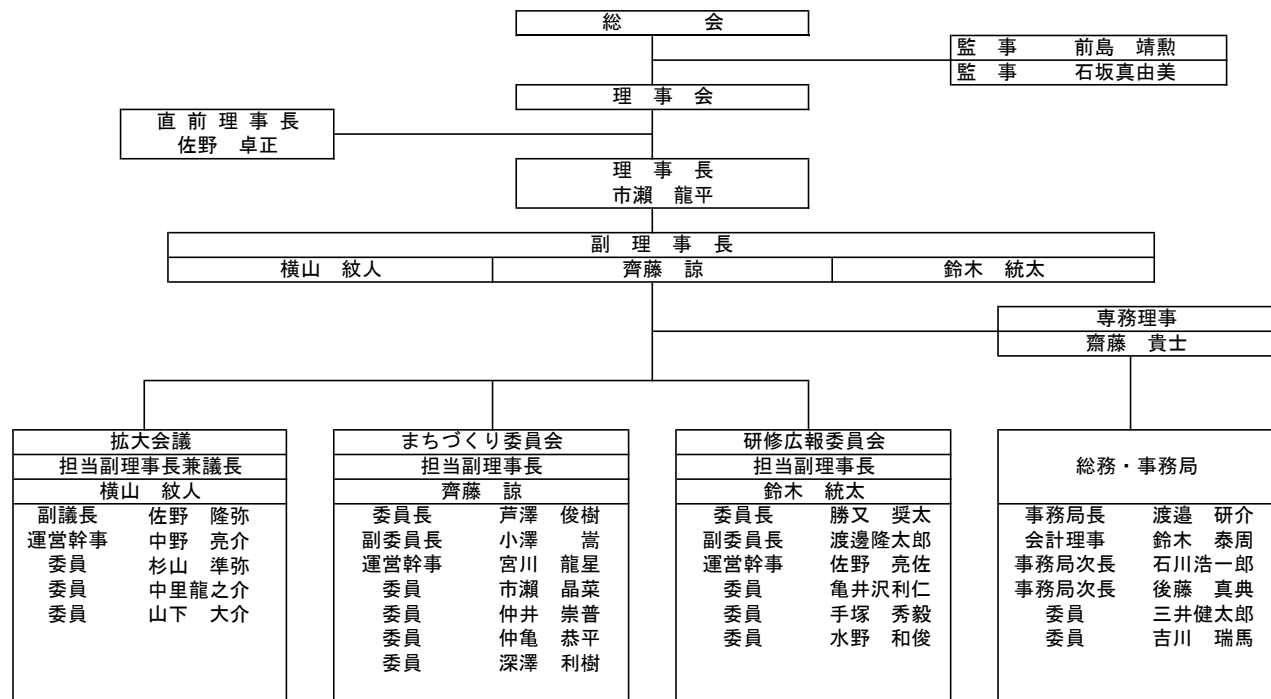 総　会
監　事　前島　靖勲
監　事　石坂真由美
理　事　会
直 前 理 事 長
佐野　卓正
理　事　長
市瀬　龍平
副　理　事　長
横山　紋人　齊藤　諒　鈴木　統太
専務理事
齋藤　貴士
拡大会議
担当副理事長兼議長
横山　紋人
副議長　佐野　隆弥
運営幹事　中野　亮介
委員　杉山　準弥
委員　中里龍之介
委員　山下　大介
まちづくり委員会
担当副理事長
齊藤　諒
委員長　芦澤　俊樹
副委員長　小澤　嵩
運営幹事　宮川　龍星
委員　市瀬　晶菜
委員　仲井　崇普
委員　仲亀　恭平
委員　深澤　利樹
研修広報委員会
担当副理事長
鈴木　統太
委員長　勝又　奨太
副委員長　渡邊隆太郎
運営幹事　佐野　亮佐
委員　亀井沢利仁
委員　手塚　秀毅
委員　水野　和俊
総務・事務局
事務局長　渡邉　研介
会計理事　鈴木　泰周
事務局次長　石川浩一郎
事務局次長　後藤　真典
委員　三井健太郎
委員　吉川　瑞馬